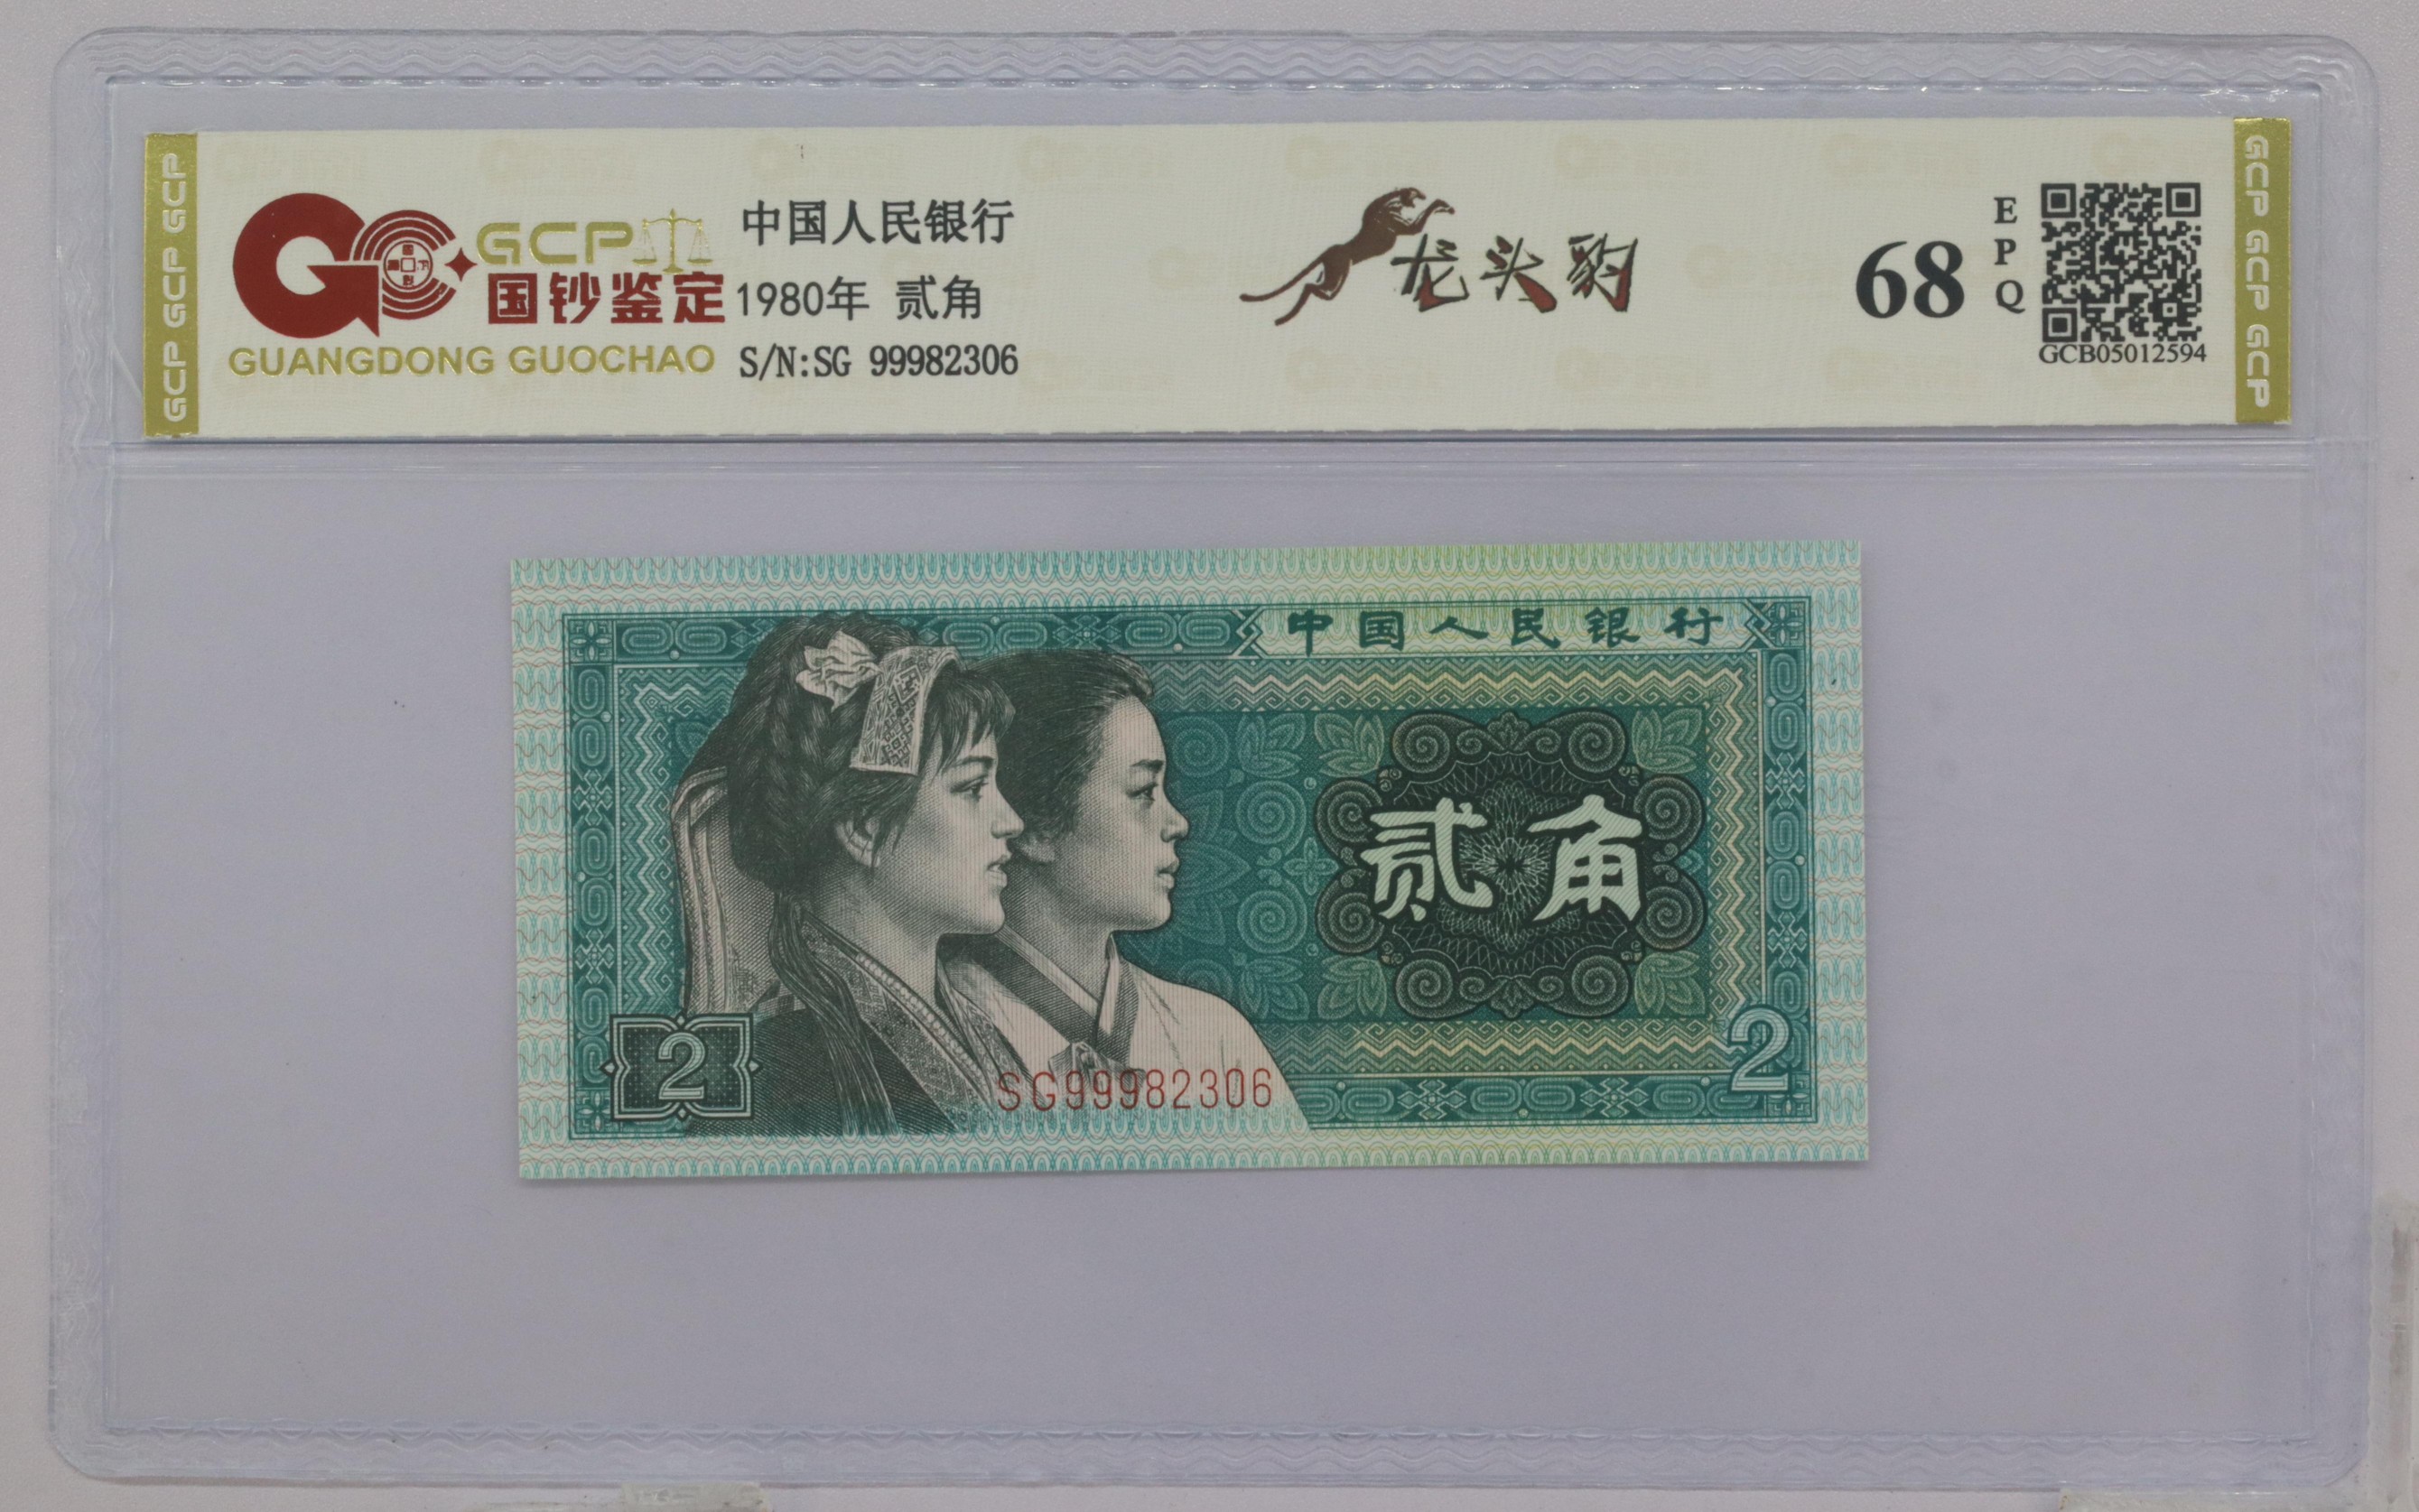 GCP GCP GCP
GCP
国钞鉴定
GUANGDONG GUOCHAO
中国人民银行
1980年 贰角
S/N:SG 99982306
龙头豹
68
EPQ
GCB05012594
GCP GCP GCP
中国人民银行
贰角
2
2
SG99982306